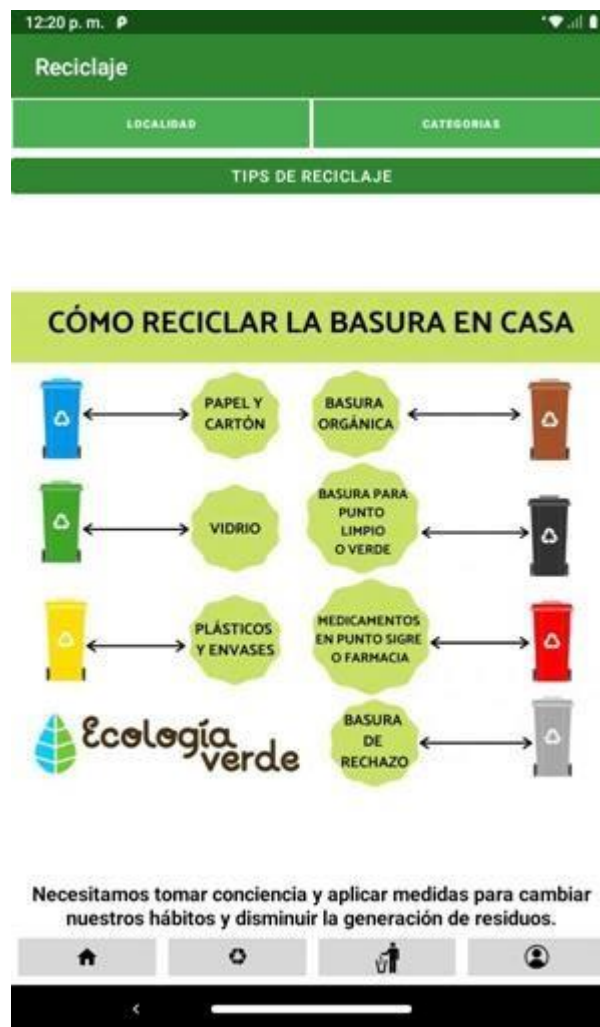 12:20 p. m.
Reciclaje
LOCALIDAD
CATEGORIAS
TIPS DE RECICLAJE
CÓMO RECICLAR LA BASURA EN CASA
PAPEL Y
CARTÓN
BASURA
ORGÁNICA
VIDRIO
BASURA PARA
PUNTO
LIMPIO
O VERDE
PLÁSTICOS
Y ENVASES
MEDICAMENTOS
EN PUNTO SIGRE
O FARMACIA
Ecología
verde
BASURA
DE
RECHAZO
Necesitamos tomar conciencia y aplicar medidas para cambiar
nuestros hábitos y disminuir la generación de residuos.